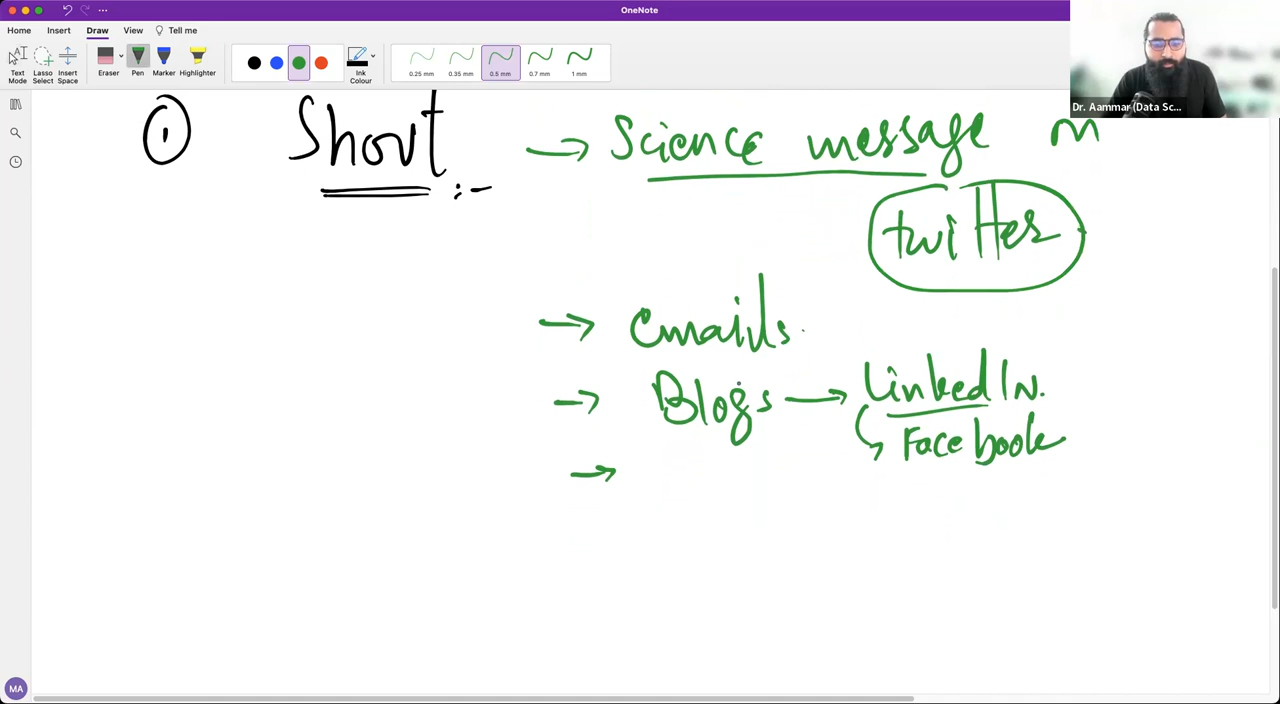 OneNote
Home Insert Draw View Tell me
Text Mode Lasso Select Insert Space Eraser Pen Marker Highlighter Ink Colour 0.25 mm 0.35 mm 0.5 mm 0.7 mm 1 mm
Dr. Aammar (Data Sc...
① Shout :- → Science message
twitter
→ emails.
→ Blogs → LinkedIn.
↳ Facebook
→
MA